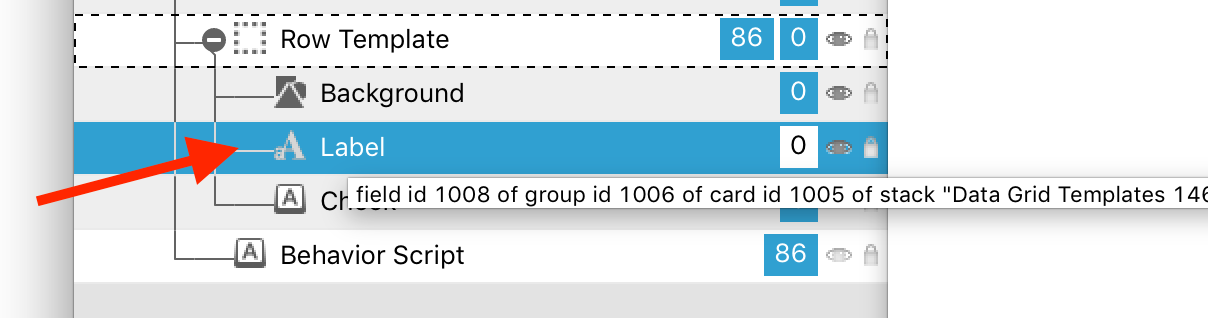 Row Template 86 0
Background 0
Label 0
field id 1008 of group id 1006 of card id 1005 of stack "Data Grid Templates 146
Behavior Script 86